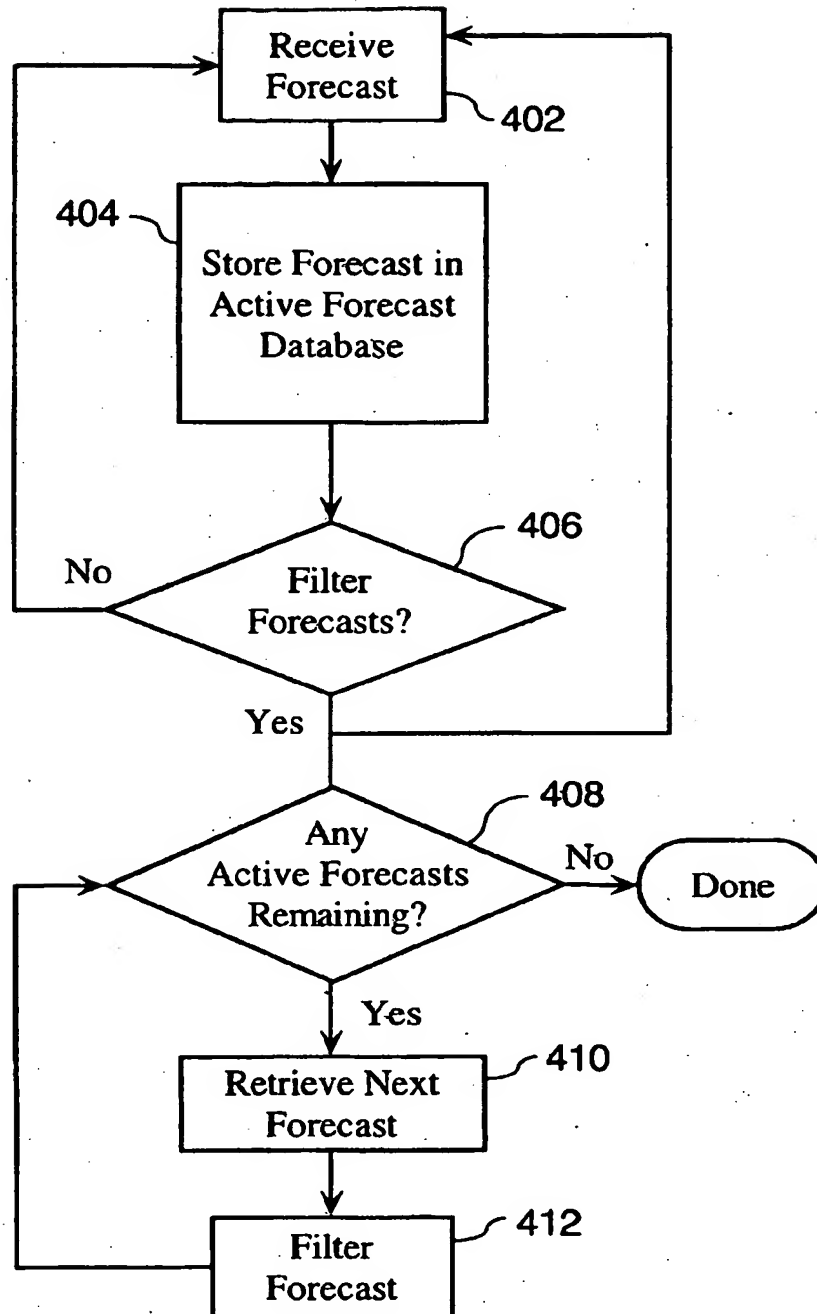 Receive
Forecast
402
404
Store Forecast in
Active Forecast
Database
406
No
Filter
Forecasts?
Yes
408
Any
Active Forecasts
Remaining?
No
Done
Yes
410
Retrieve Next
Forecast
412
Filter
Forecast